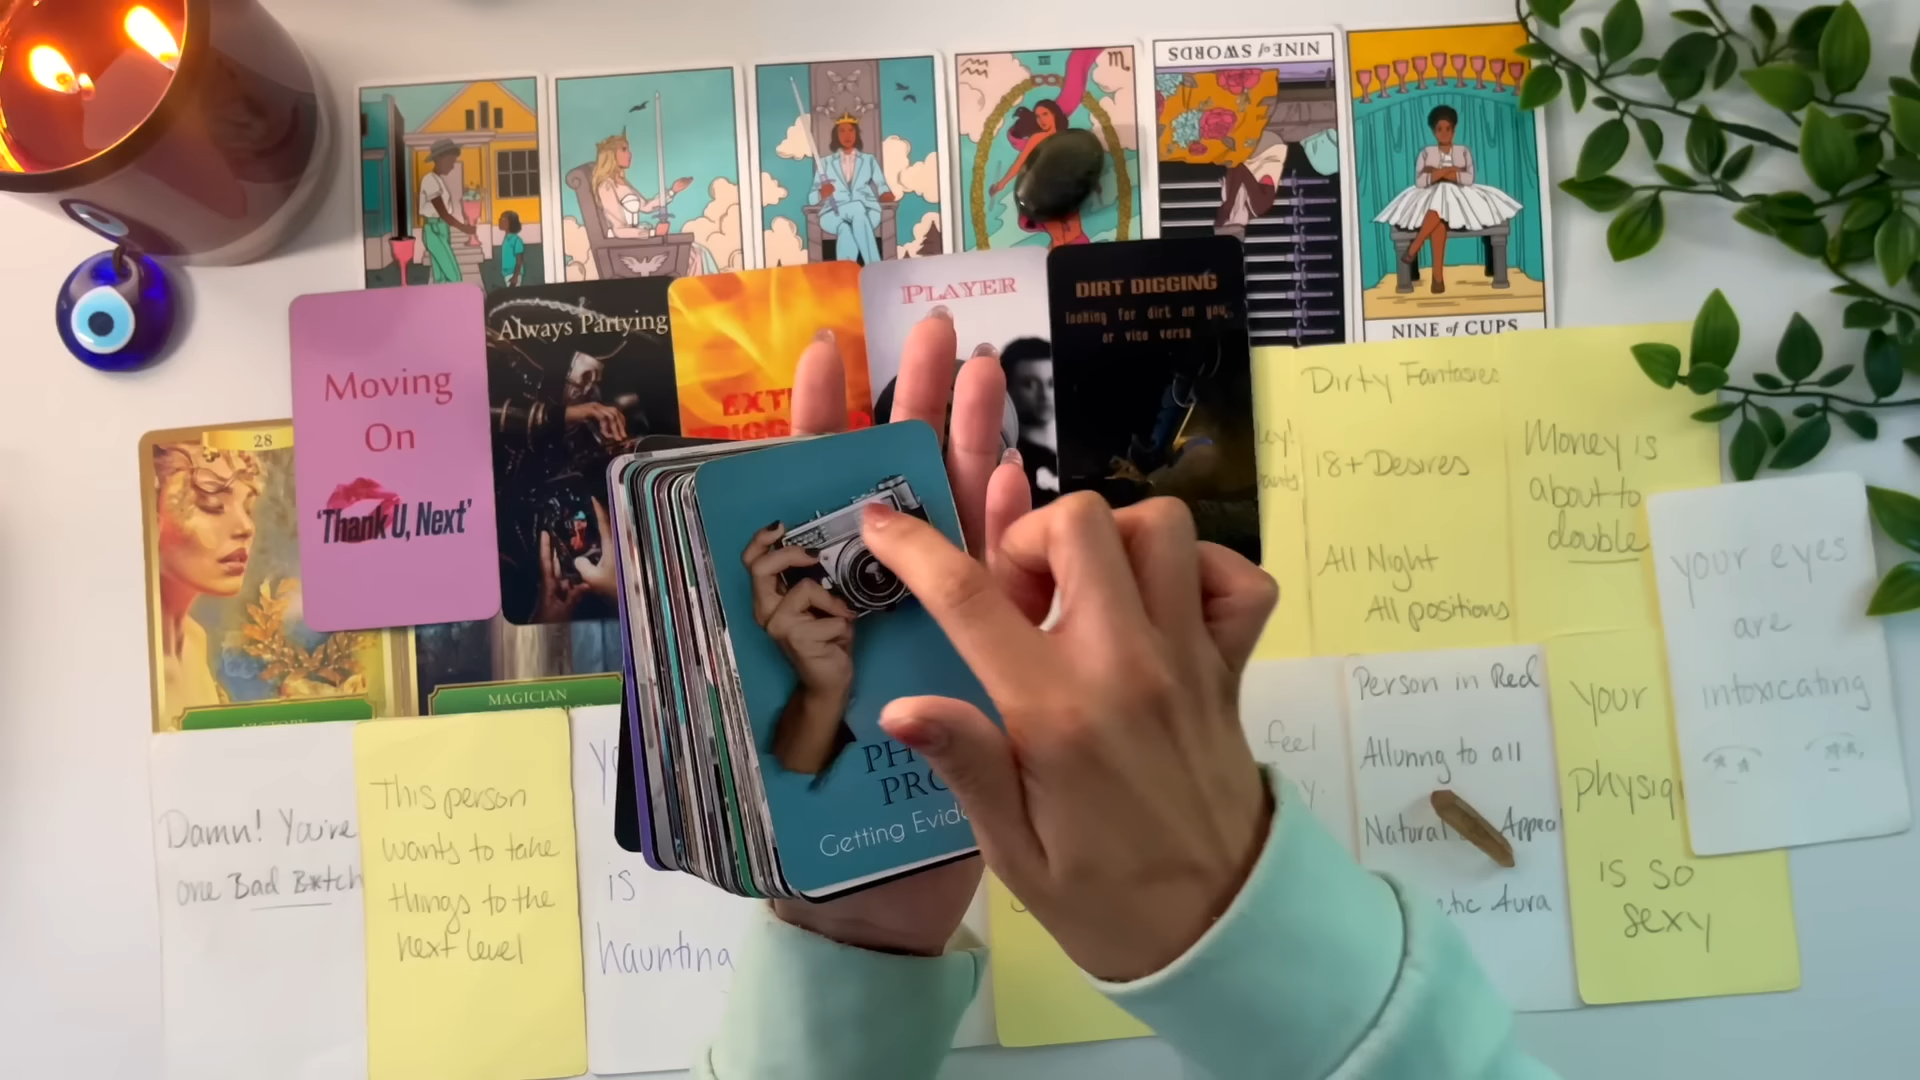 III
NINE of SWORDS
NINE of CUPS
28
Moving
On
'Thank U, Next'
Always Partying
PLAYER
DIRT DIGGING
looking for dirt on you,
or vice versa
Dirty Fantasies
18+ Desires
All Night
All positions
Money is
about to
double
your eyes
are
intoxicating
MAGICIAN
Getting
Damn! You're
one Bad B*tch
This person
wants to take
things to the
next level
is
haunting
feel
Person in Red
Alluring to all
Natural
Aura
Your
is so
sexy